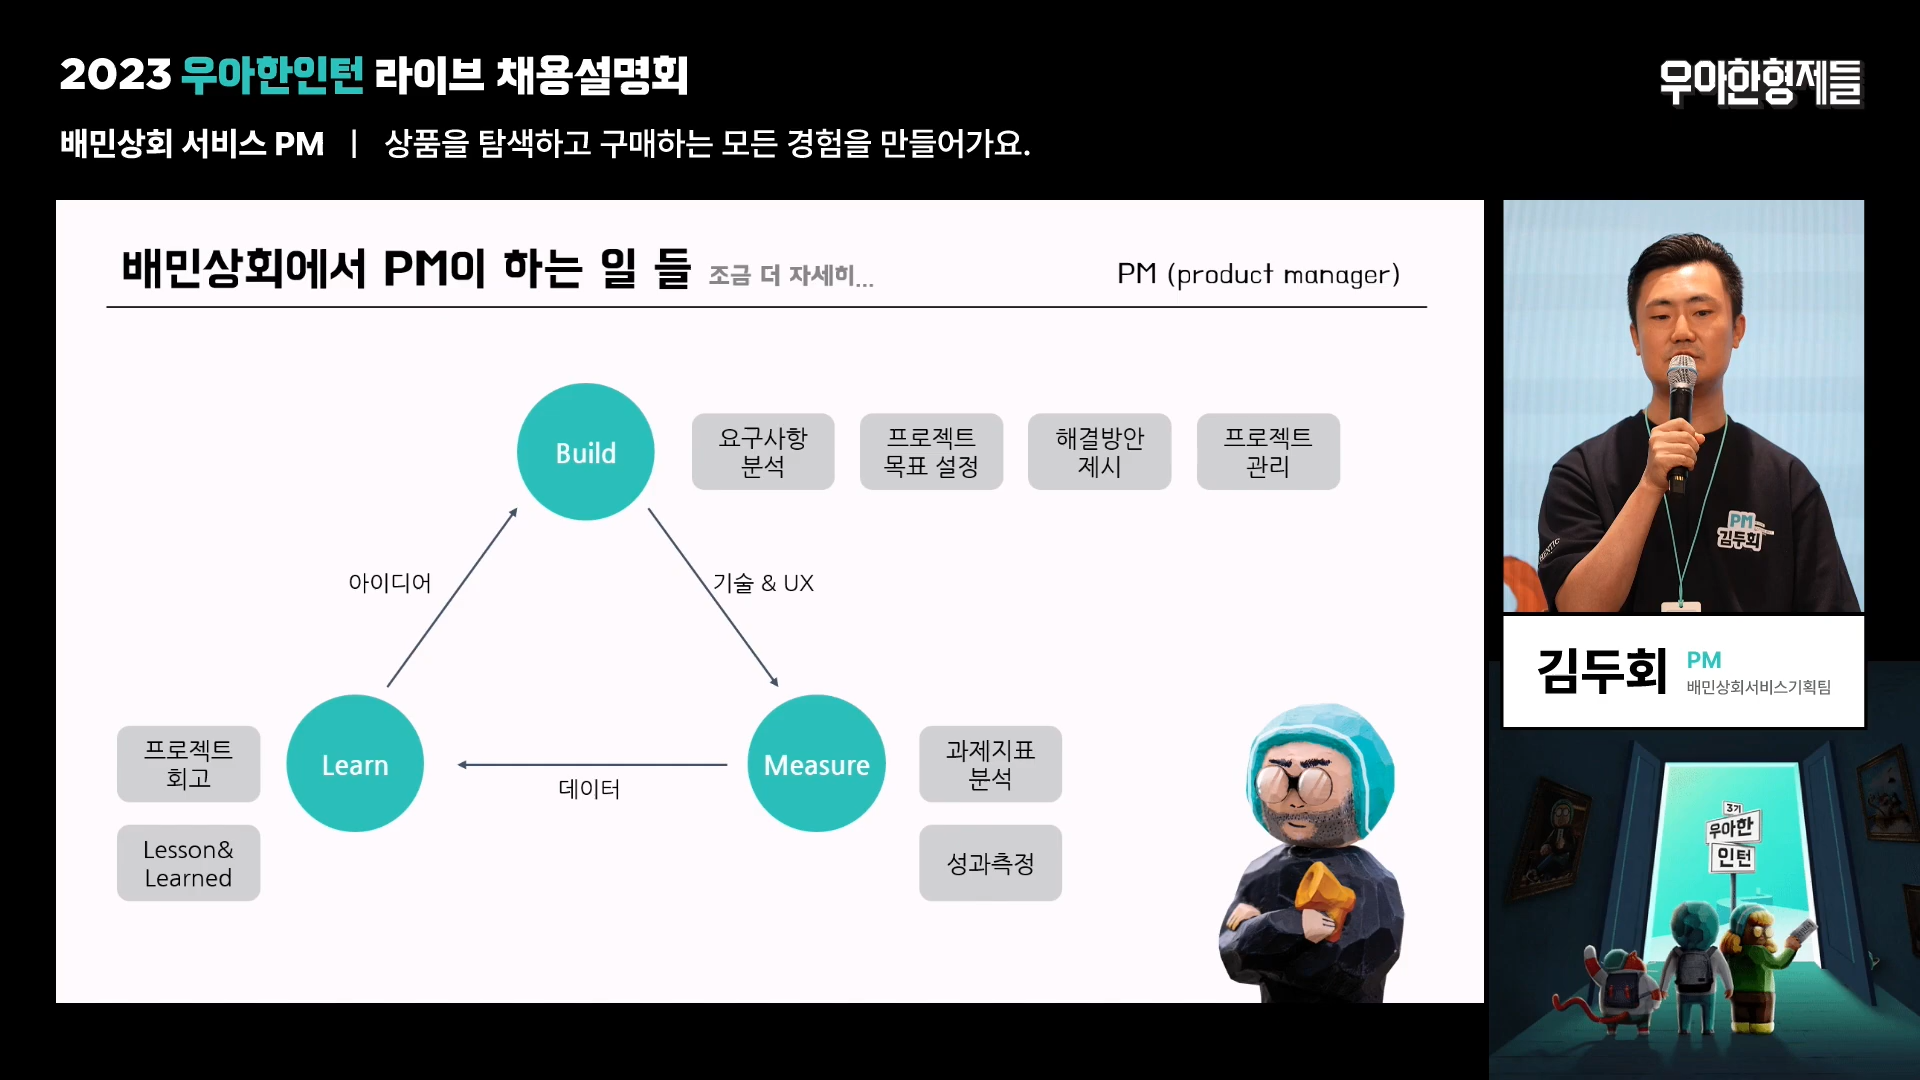 2023 우아한인턴 라이브 채용설명회
우아한형제들
배민상회 서비스 PM | 상품을 탐색하고 구매하는 모든 경험을 만들어가요.
배민상회에서 PM이 하는 일 들 조금 더 자세히...
PM (product manager)
Build
요구사항
분석
프로젝트
목표 설정
해결방안
제시
프로젝트
관리
아이디어
기술 & UX
Learn
프로젝트
회고
Lesson&
Learned
데이터
Measure
과제지표
분석
성과측정
PM
김두회
김두회
PM
배민상회서비스기획팀
3기
우아한
인턴